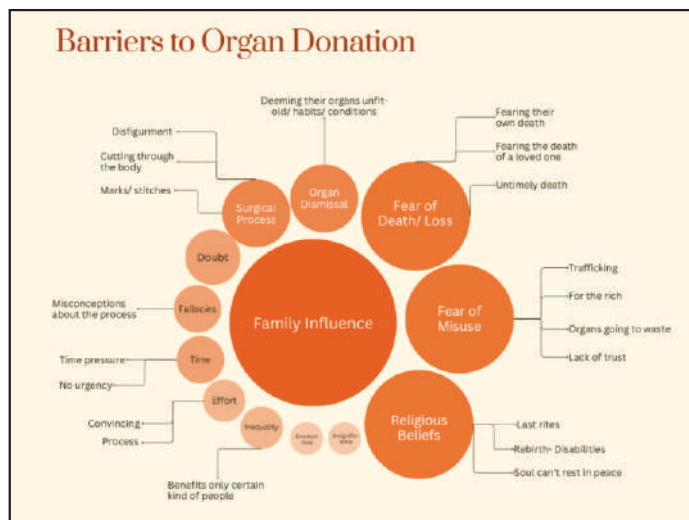 Barriers to Organ Donation
Deeming their organs unfit-
old/ habits/ conditions
Disfigurment
Cutting through
the body
Marks/ stitches
Surgical
Process
Organ
Dismissal
Fear of
Death/ Loss
Fearing their
own death
Fearing the death
of a loved one
Untimely death
Doubt
Fallacies
Misconceptions
about the process
Family Influence
Fear of
Misuse
Trafficking
For the rich
Organs going to waste
Lack of trust
Time
Time pressure
No urgency
Effort
Convincing
Process
Inequality
Benefits only certain
kind of people
Religious
Beliefs
Last rites
Rebirth- Disabilities
Soul can't rest in peace